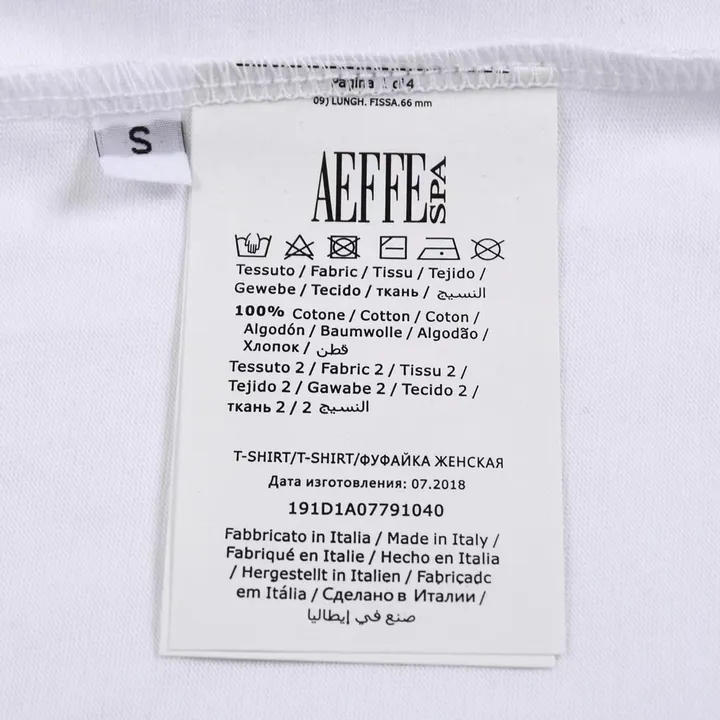 Pagina 1 di 4
09) LUNGH. FISSA.66 mm
S
AEFFE SPA
Tessuto / Fabric / Tissu / Tejido /
Gewebe / Tecido / ткань / النسيج
100% Cotone / Cotton / Coton /
Algodón / Baumwolle / Algodão /
Хлопок / قطن
Tessuto 2 / Fabric 2 / Tissu 2 /
Tejido 2 / Gawabe 2 / Tecido 2 /
ткань 2 / 2 النسيج
T-SHIRT/T-SHIRT/ФУФАЙКА ЖЕНСКАЯ
Дата изготовления: 07.2018
191D1A07791040
Fabbricato in Italia / Made in Italy /
Fabriqué en Italie / Hecho en Italia
/ Hergestellt in Italien / Fabricadc
em Itália / Сделано в Италии /
صنع في إيطاليا